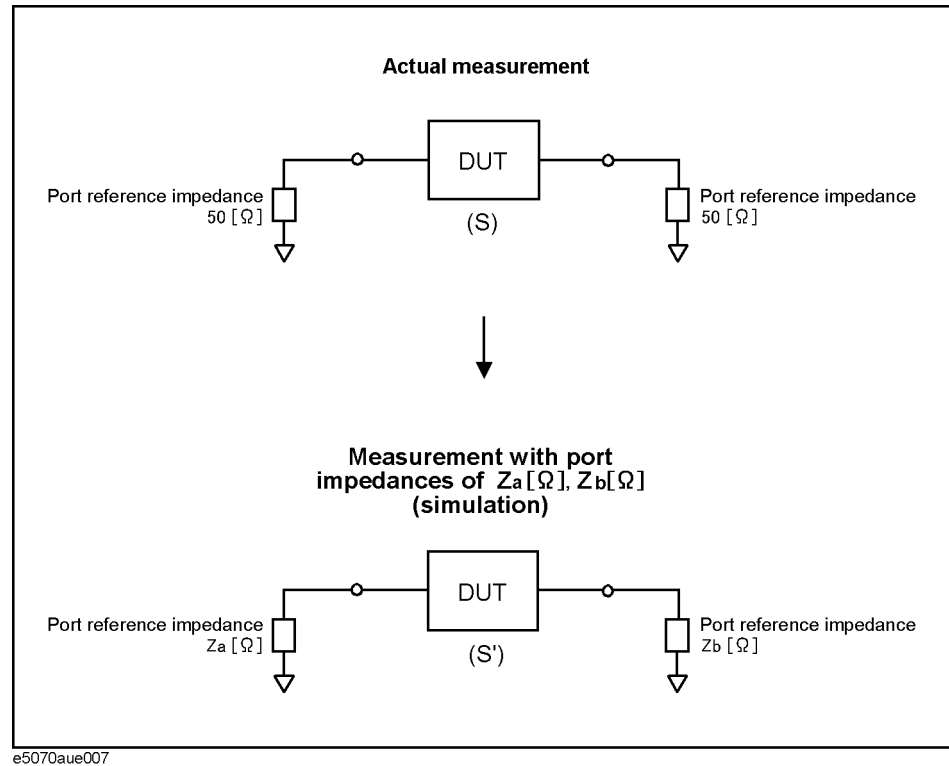 Actual measurement
DUT
Port reference impedance
50 [Ω]
Port reference impedance
50 [Ω]
(S)
Measurement with port
impedances of Za[Ω], Zb[Ω]
(simulation)
DUT
Port reference impedance
Za [Ω]
Port reference impedance
Zb [Ω]
(S')
e5070aue007